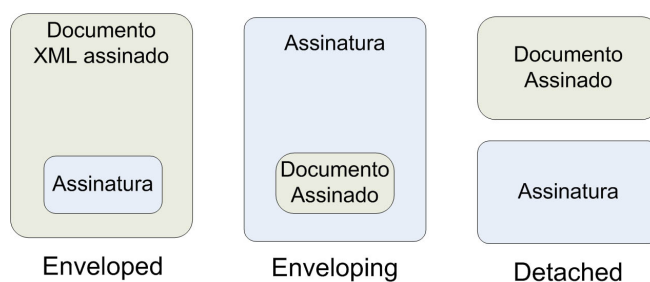 Documento
XML assinado
Assinatura
Enveloped
Assinatura
Documento
Assinado
Enveloping
Documento
Assinado
Assinatura
Detached